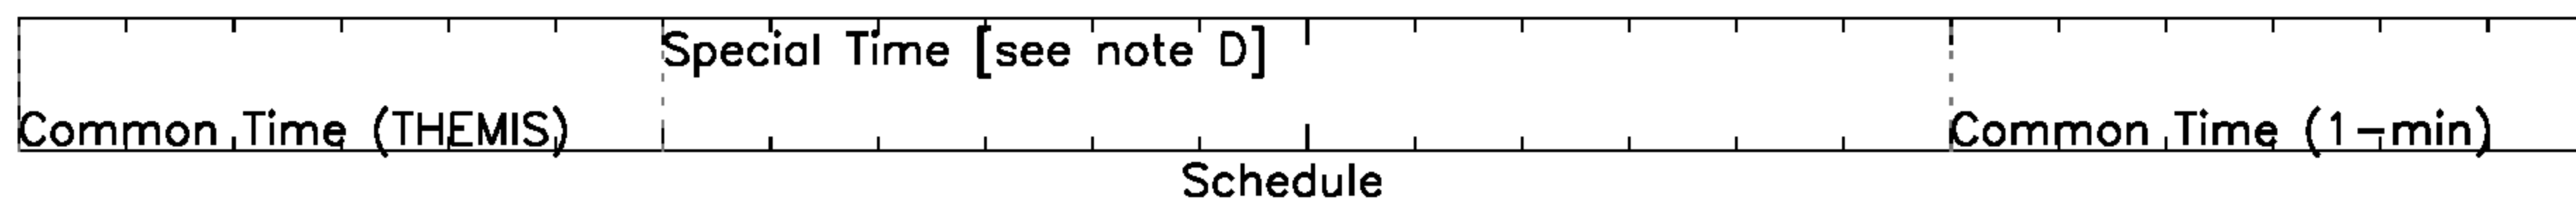 Special Time [see note D]
Common Time (THEMIS)
Common Time (1-min)
Schedule